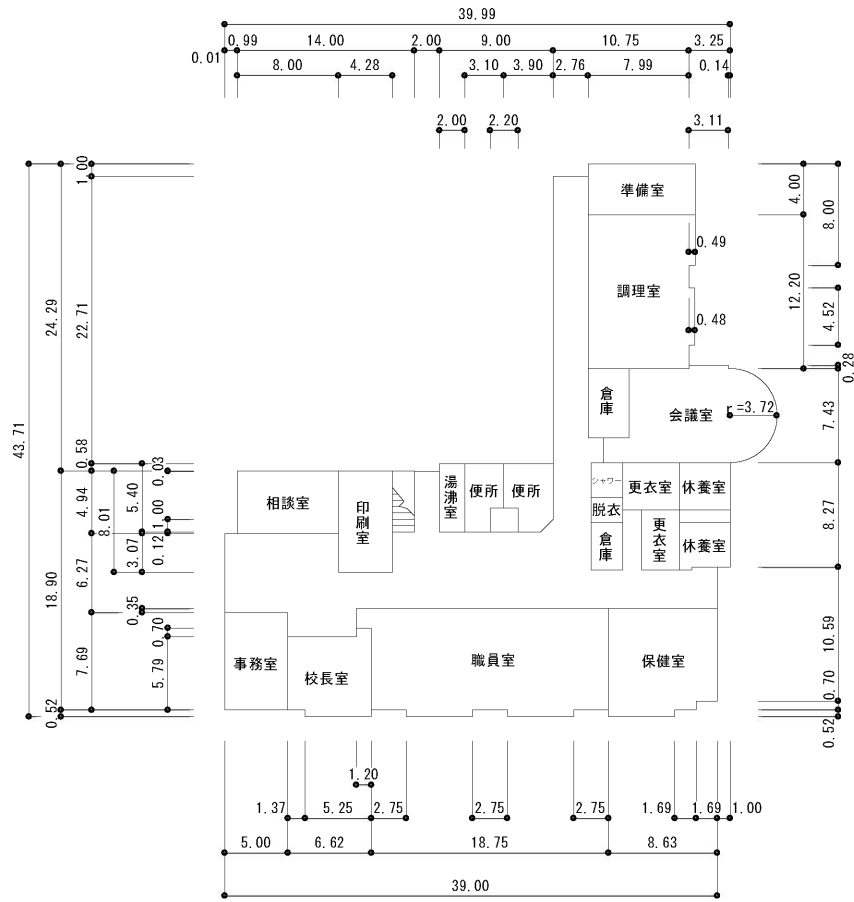 39.99
0.99 14.00 2.00 9.00 10.75 3.25
0.01
8.00 4.28 3.10 3.90 2.76 7.99 0.14
2.00 2.20 3.11
1.00
準備室
4.00
8.00
0.49
調理室
12.20
24.29
22.71
4.52
0.48
0.28
倉庫
会議室
r=3.72
7.43
43.71
0.58
0.03
湯沸室
便所
便所
シャワー
更衣室
休養室
4.94
5.40
相談室
印刷室
脱衣
8.01
1.00
8.27
更衣室
倉庫
休養室
3.07
0.12
6.27
18.90
0.35
0.70
10.59
事務室
校長室
職員室
保健室
7.69
5.79
0.70
0.52
0.52
1.20
1.37 5.25 2.75 2.75 2.75 1.69 1.69 1.00
5.00 6.62 18.75 8.63
39.00